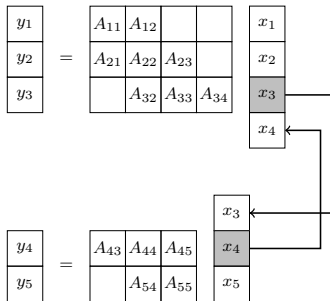 y₁ = A₁₁ A₁₂ x₁
y₂ A₂₁ A₂₂ A₂₃ x₂
y₃ A₃₂ A₃₃ A₃₄ x₃
x₄
x₃
y₄ = A₄₃ A₄₄ A₄₅ x₄
y₅ A₅₄ A₅₅ x₅